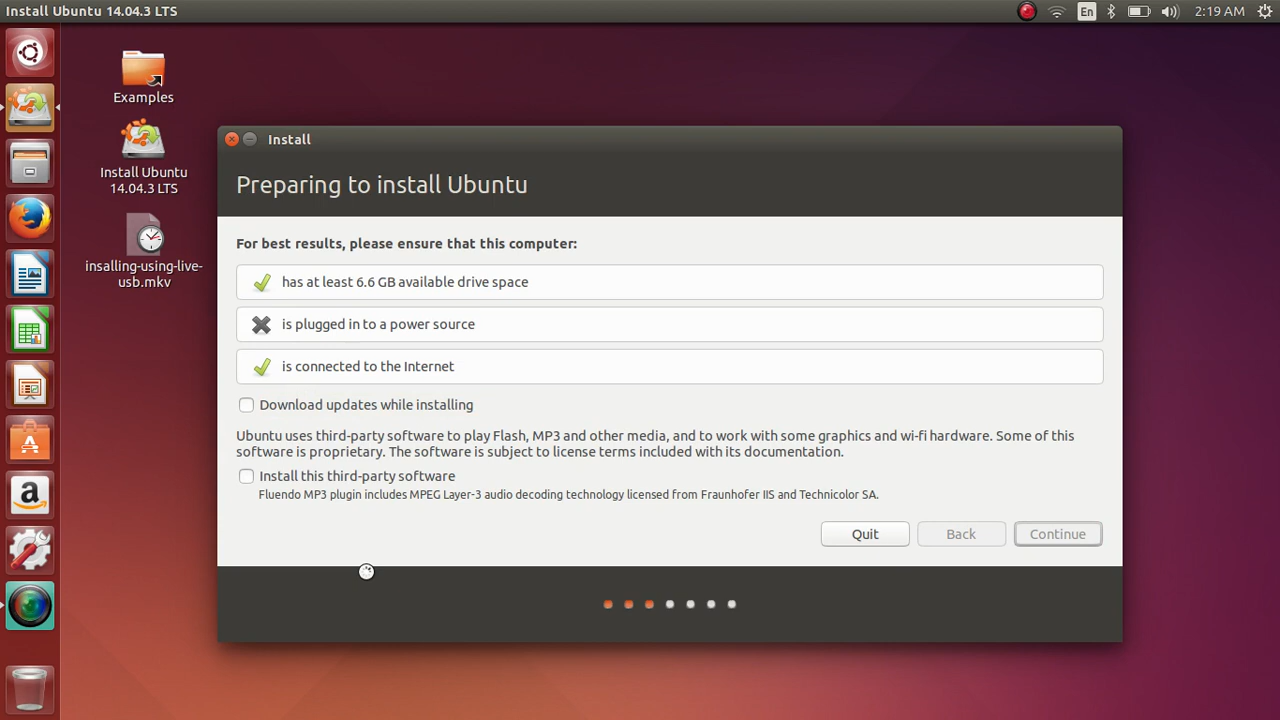 Install Ubuntu 14.04.3 LTS
En
2:19 AM
Examples
Install Ubuntu
14.04.3 LTS
insalling-using-live-
usb.mkv
Install
Preparing to install Ubuntu
For best results, please ensure that this computer:
has at least 6.6 GB available drive space
is plugged in to a power source
is connected to the Internet
Download updates while installing
Ubuntu uses third-party software to play Flash, MP3 and other media, and to work with some graphics and wi-fi hardware. Some of this
software is proprietary. The software is subject to license terms included with its documentation.
Install this third-party software
Fluendo MP3 plugin includes MPEG Layer-3 audio decoding technology licensed from Fraunhofer IIS and Technicolor SA.
Quit
Back
Continue